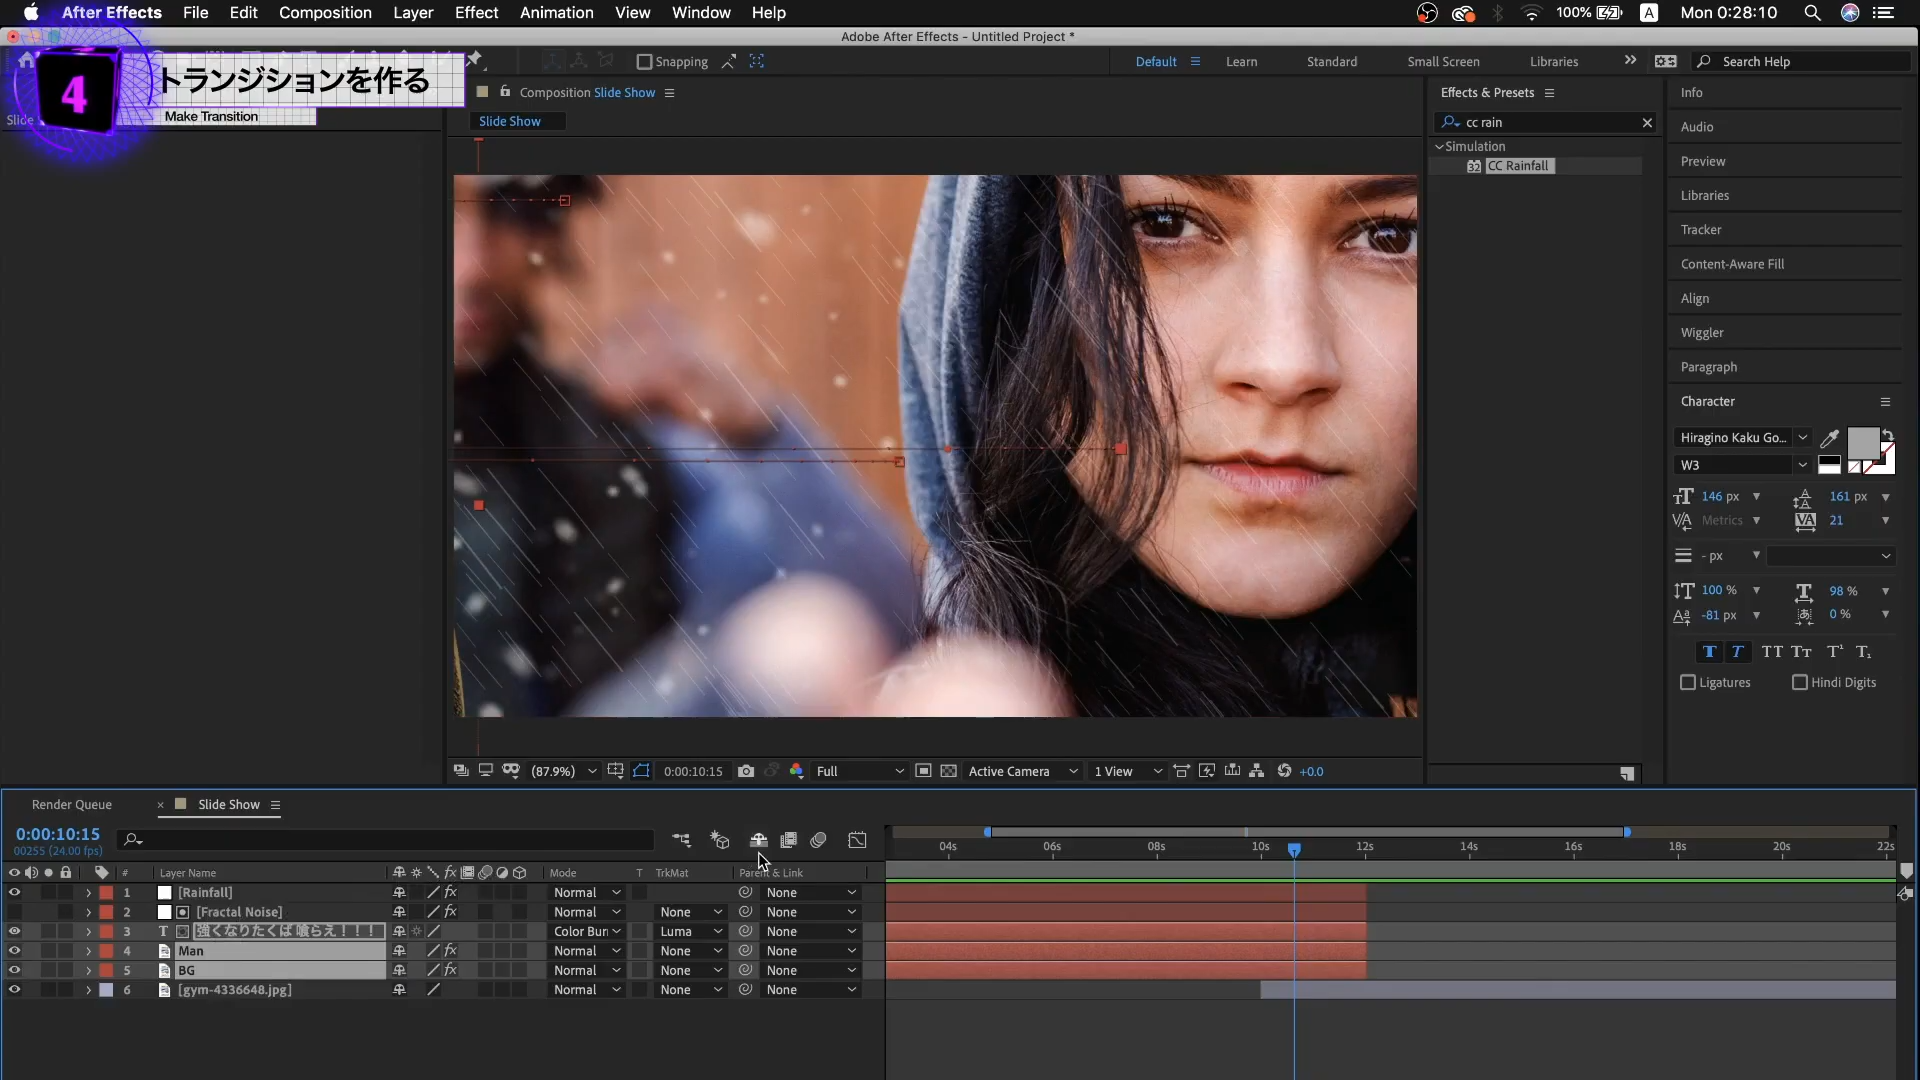 After Effects File Edit Composition Layer Effect Animation View Window Help 100% A Mon 0:28:10
Adobe After Effects - Untitled Project *
4
トランジションを作る
Make Transition
Snapping Default Learn Standard Small Screen Libraries Search Help
Slide
Composition Slide Show
Slide Show
Effects & Presets
cc rain
Simulation
32 CC Rainfall
Info
Audio
Preview
Libraries
Tracker
Content-Aware Fill
Align
Wiggler
Paragraph
Character
Hiragino Kaku Go...
W3
146 px 161 px
Metrics 21
- px
100 % 98 %
-81 px 0 %
Ligatures Hindi Digits
(87.9%) 0:00:10:15 Full Active Camera 1 View +0.0
Render Queue × Slide Show
0:00:10:15
00255 (24.00 fps)
04s 06s 08s 10s 12s 14s 16s 18s 20s 22s
# Layer Name fx Mode T TrkMat Parent & Link
1 [Rainfall] fx Normal None
2 [Fractal Noise] fx Normal None None
3 T [強くなりたくば 喰らえ！！！] Color Burn Luma None
4 Man fx Normal None None
5 BG fx Normal None None
6 [gym-4336648.jpg] Normal None None